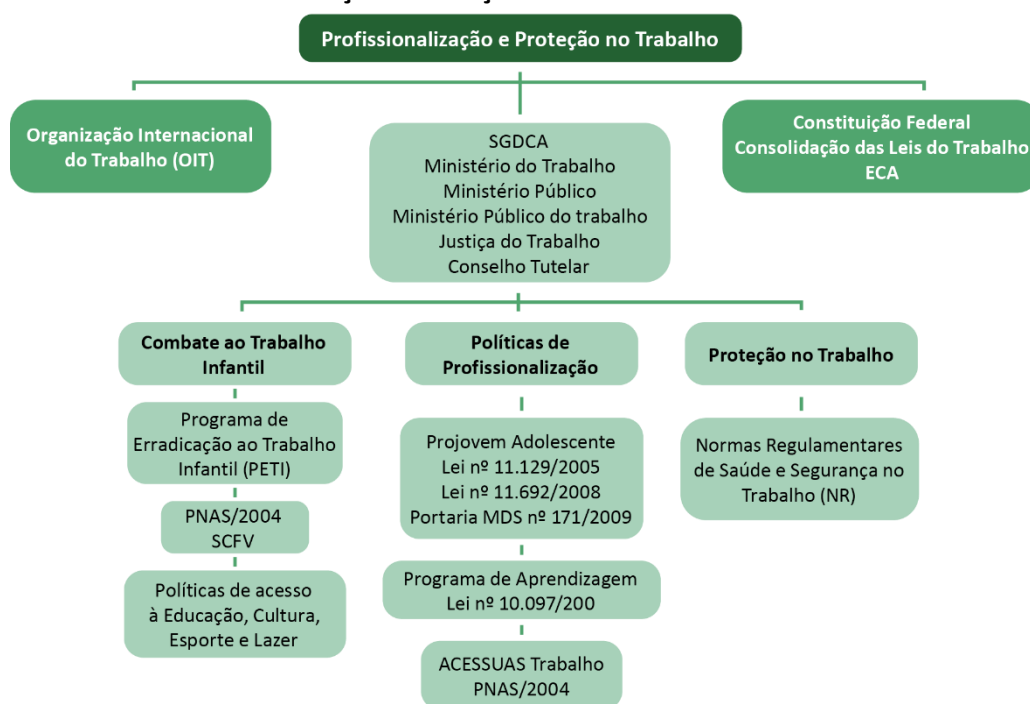 Profissionalização e Proteção no Trabalho
Organização Internacional
do Trabalho (OIT)
SGDCA
Ministério do Trabalho
Ministério Público
Ministério Público do trabalho
Justiça do Trabalho
Conselho Tutelar
Constituição Federal
Consolidação das Leis do Trabalho
ECA
Combate ao Trabalho
Infantil
Programa de
Erradicação ao Trabalho
Infantil (PETI)
PNAS/2004
SCFV
Políticas de acesso
à Educação, Cultura,
Esporte e Lazer
Políticas de
Profissionalização
Projovem Adolescente
Lei nº 11.129/2005
Lei nº 11.692/2008
Portaria MDS nº 171/2009
Programa de Aprendizagem
Lei nº 10.097/200
ACESSUAS Trabalho
PNAS/2004
Proteção no Trabalho
Normas Regulamentares
de Saúde e Segurança no
Trabalho (NR)